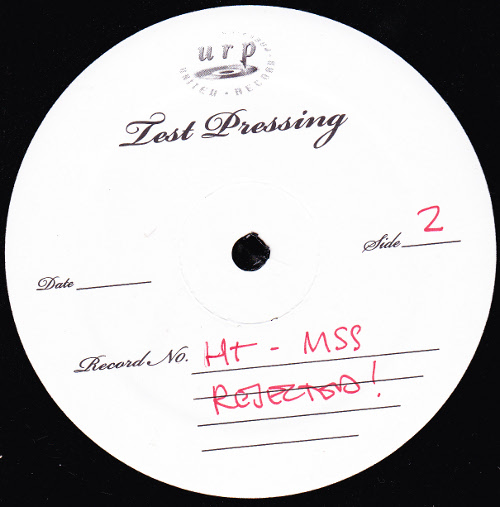 urp
UNITED · RECORD
Test Pressing
Side 2
Date
Record No. HT - MSS
REJECTED!